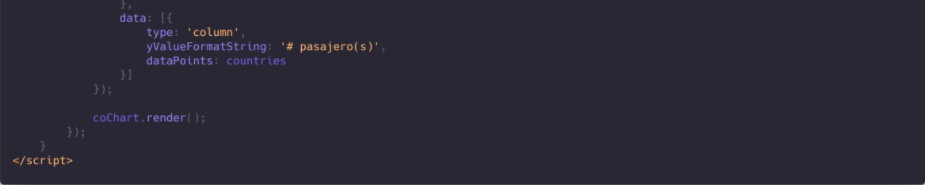 },
data: [{
type: 'column',
yValueFormatString: '# pasajero(s)',
dataPoints: countries
}]
});
coChart.render();
});
}
</script>